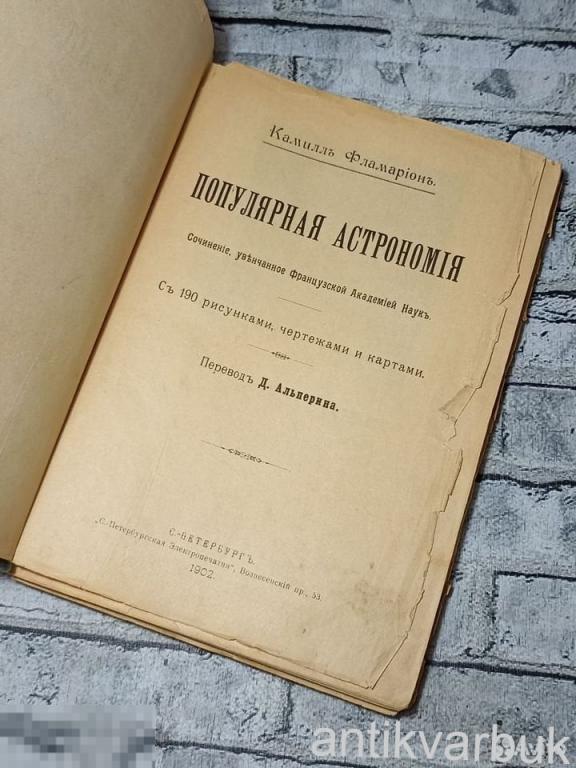 Камиллъ Фламаріонъ.
ПОПУЛЯРНАЯ АСТРОНОМІЯ
Сочиненіе, увѣнчанное Французской Академіей Наукъ.
Съ 190 рисунками, чертежами и картами.
Переводъ Д. Альперина.
С.-ПЕТЕРБУРГЪ.
„С.-Петербургская Электропечатня", Вознесенскій пр., 53.
1902.
antikvarbuk